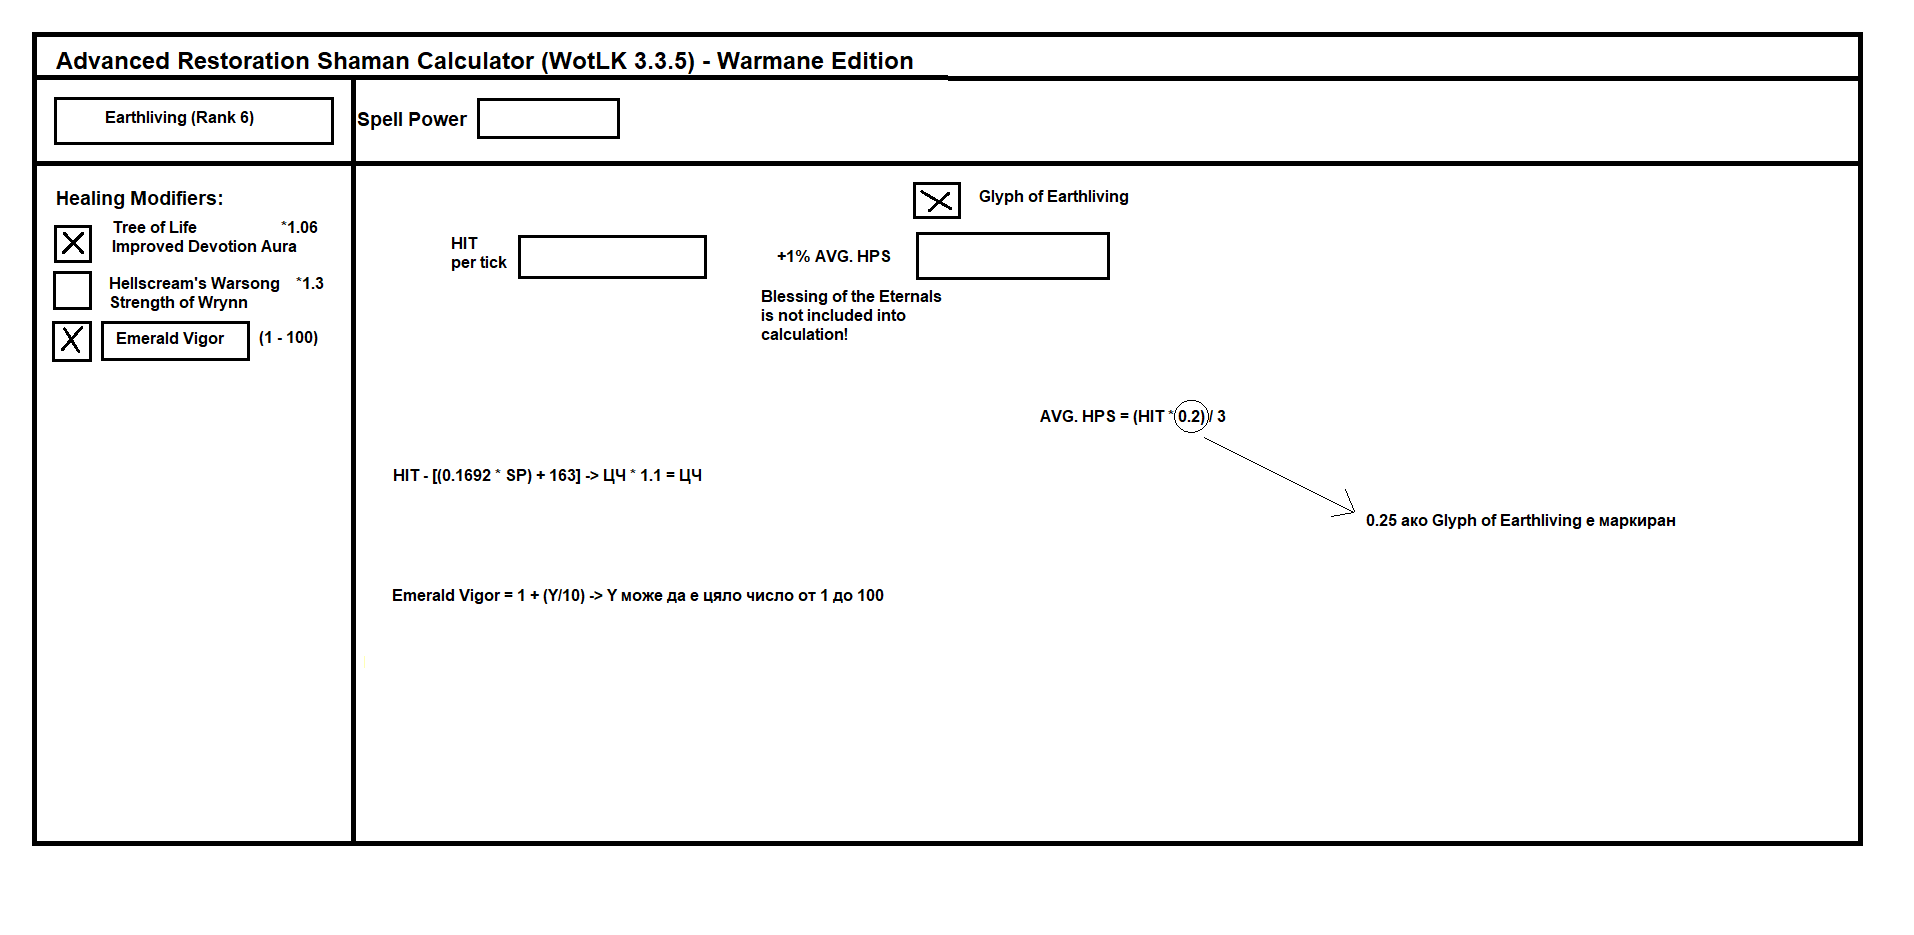 Advanced Restoration Shaman Calculator (WotLK 3.3.5) - Warmane Edition
Earthliving (Rank 6)
Spell Power
Healing Modifiers:
Tree of Life *1.06
Improved Devotion Aura
Hellscream's Warsong *1.3
Strength of Wrynn
Emerald Vigor (1 - 100)
Glyph of Earthliving
HIT
per tick
+1% AVG. HPS
Blessing of the Eternals
is not included into
calculation!
AVG. HPS = (HIT * 0.2) / 3
HIT - [(0.1692 * SP) + 163] -> ЦЧ * 1.1 = ЦЧ
0.25 ако Glyph of Earthliving е маркиран
Emerald Vigor = 1 + (Y/10) -> Y може да е цяло число от 1 до 100